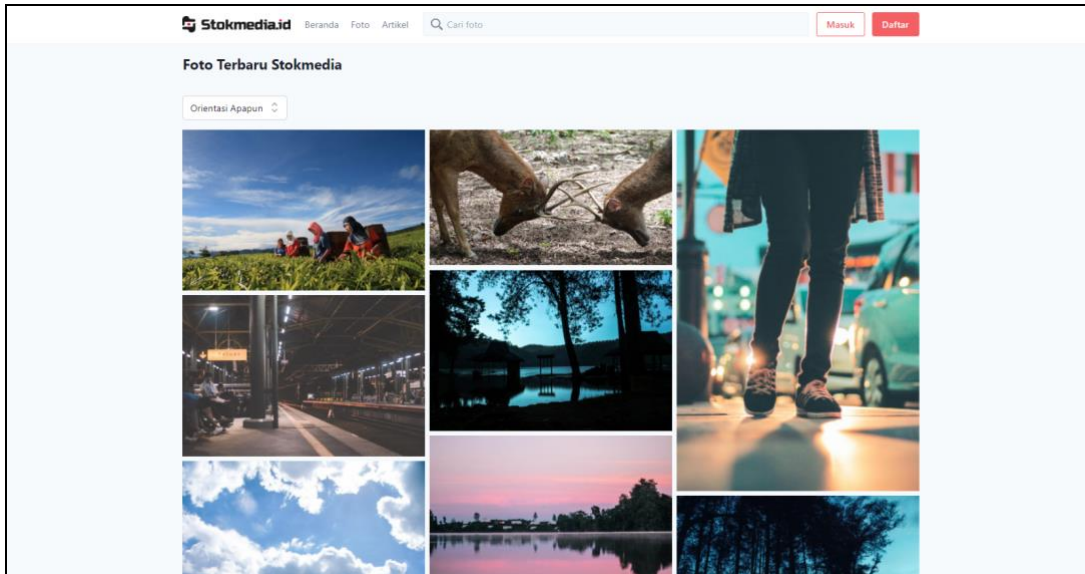 Stokmedia.id Beranda Foto Artikel Cari foto Masuk Daftar
Foto Terbaru Stokmedia
Orientasi Apapun